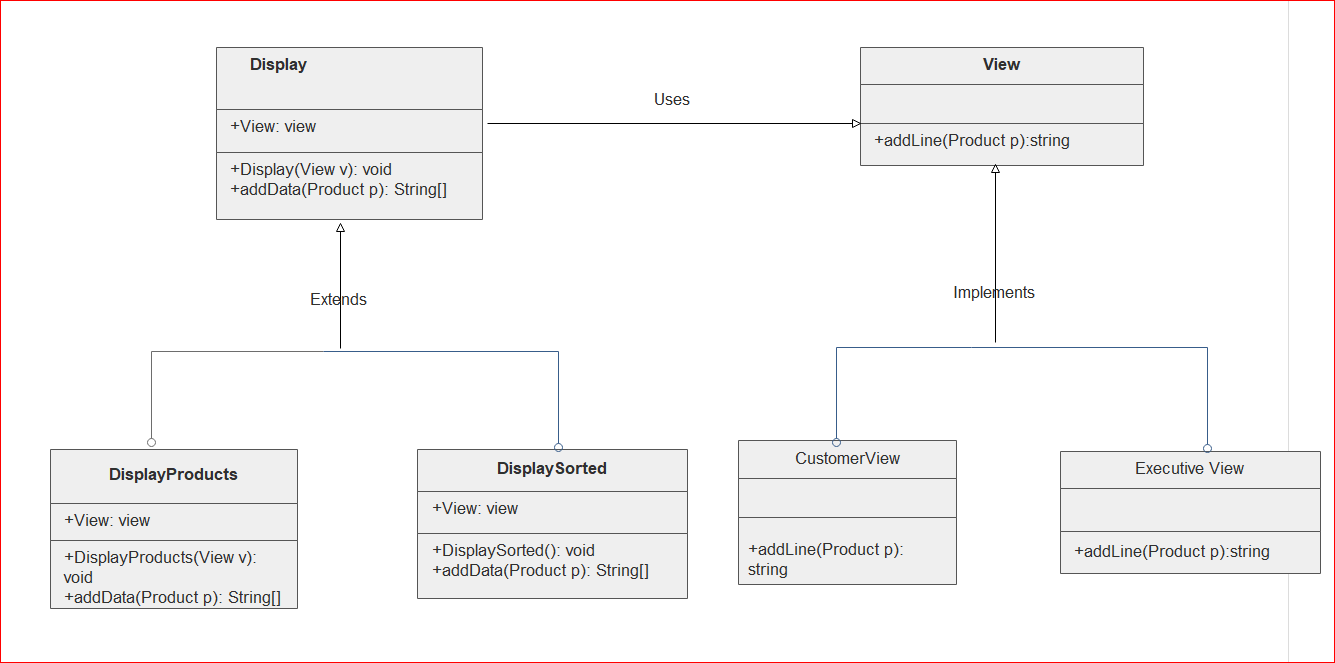 Display
+View: view
+Display(View v): void
+addData(Product p): String[]
Uses
View
+addLine(Product p):string
Extends
Implements
DisplayProducts
+View: view
+DisplayProducts(View v):
void
+addData(Product p): String[]
DisplaySorted
+View: view
+DisplaySorted(): void
+addData(Product p): String[]
CustomerView
+addLine(Product p):
string
Executive View
+addLine(Product p):string